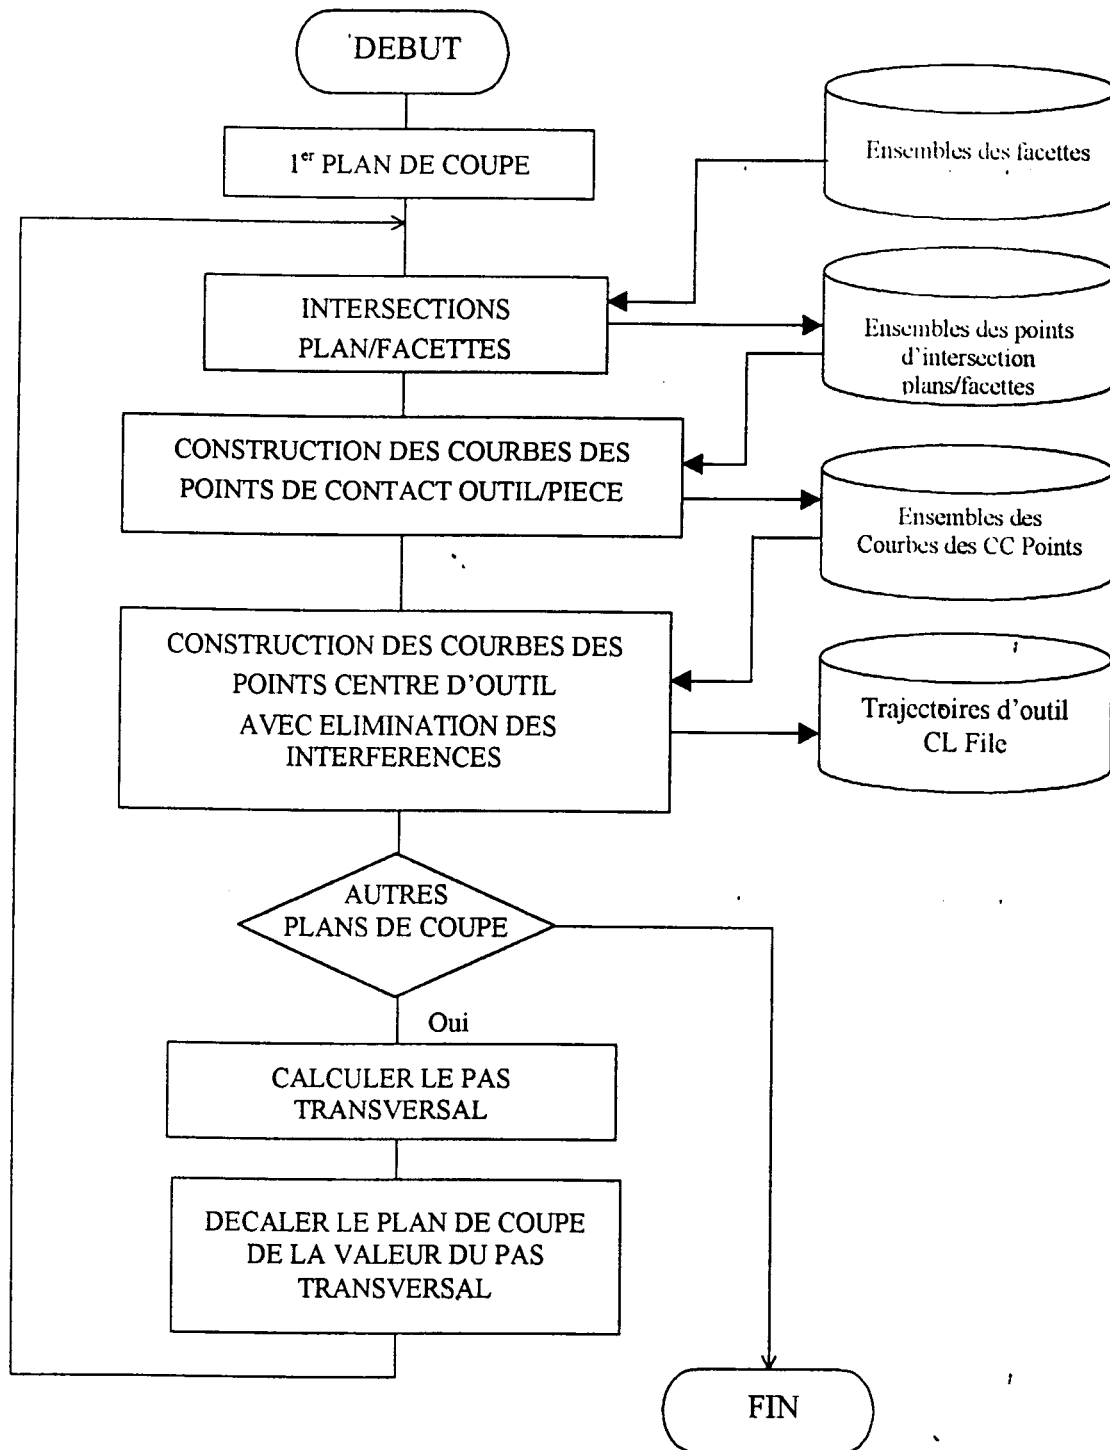 DEBUT
1er PLAN DE COUPE
Ensembles des facettes
INTERSECTIONS
PLAN/FACETTES
Ensembles des points
d'intersection
plans/facettes
CONSTRUCTION DES COURBES DES
POINTS DE CONTACT OUTIL/PIECE
Ensembles des
Courbes des CC Points
CONSTRUCTION DES COURBES DES
POINTS CENTRE D'OUTIL
AVEC ELIMINATION DES
INTERFERENCES
Trajectoires d'outil
CL File
AUTRES
PLANS DE COUPE
Oui
CALCULER LE PAS
TRANSVERSAL
DECALER LE PLAN DE COUPE
DE LA VALEUR DU PAS
TRANSVERSAL
FIN